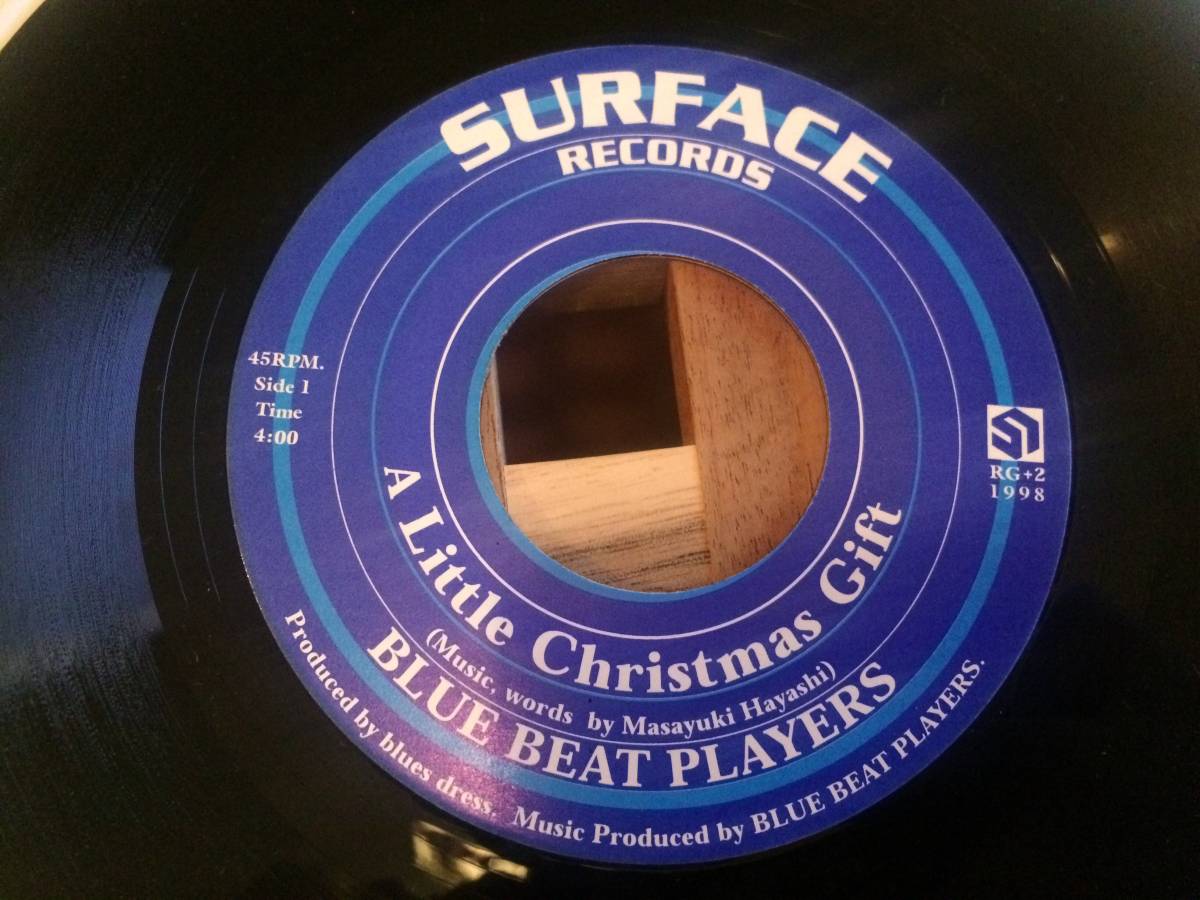 SURFACE
RECORDS
45RPM.
Side 1
Time
4:00
RG+2
1998
A Little Christmas Gift
(Music, words by Masayuki Hayashi)
BLUE BEAT PLAYERS
Produced by blues dress. Music Produced by BLUE BEAT PLAYERS.